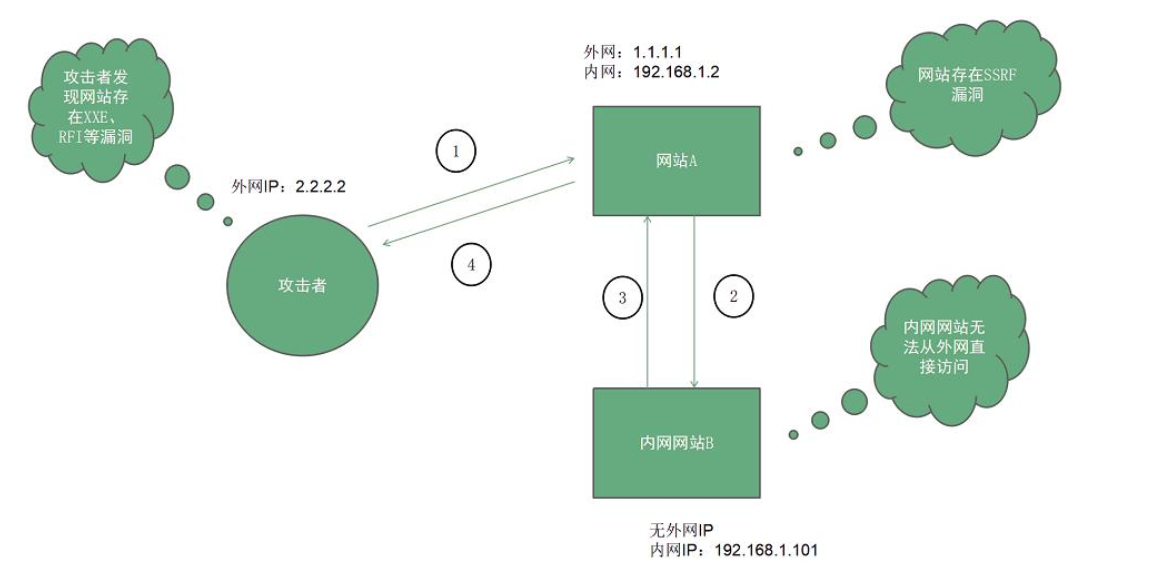 攻击者发
现网站存
在XXE、
RFI等漏洞
外网IP：2.2.2.2
攻击者
1
4
外网：1.1.1.1
内网：192.168.1.2
网站A
网站存在SSRF
漏洞
3
2
内网网站B
内网网站无
法从外网直
接访问
无外网IP
内网IP：192.168.1.101